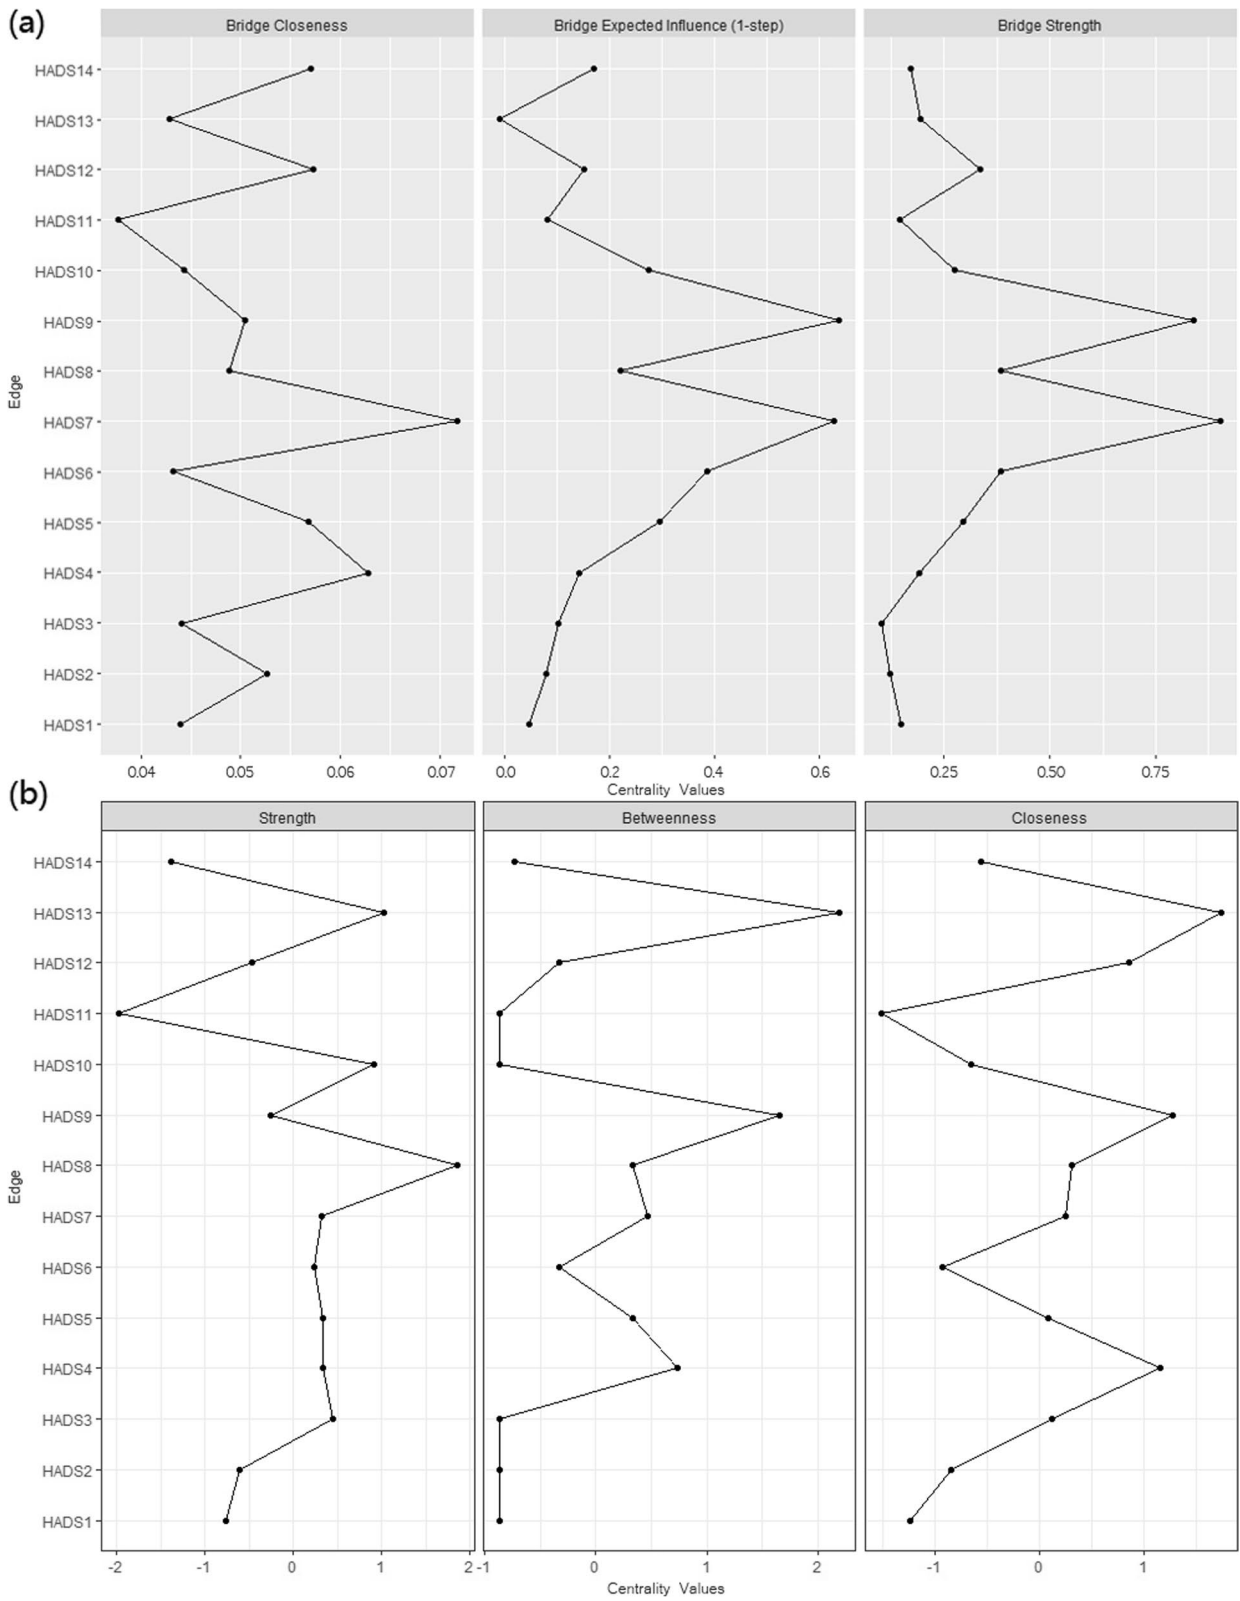 (a)
Bridge Closeness
Bridge Expected Influence (1-step)
Bridge Strength
HADS14
HADS13
HADS12
HADS11
HADS10
HADS9
HADS8
HADS7
HADS6
HADS5
HADS4
HADS3
HADS2
HADS1
Edge
0.04 0.05 0.06 0.07
0.0 0.2 0.4 0.6
0.25 0.50 0.75
Centrality Values
(b)
Strength
Betweenness
Closeness
HADS14
HADS13
HADS12
HADS11
HADS10
HADS9
HADS8
HADS7
HADS6
HADS5
HADS4
HADS3
HADS2
HADS1
Edge
-2 -1 0 1 2
-1 0 1 2
-1 0 1
Centrality Values